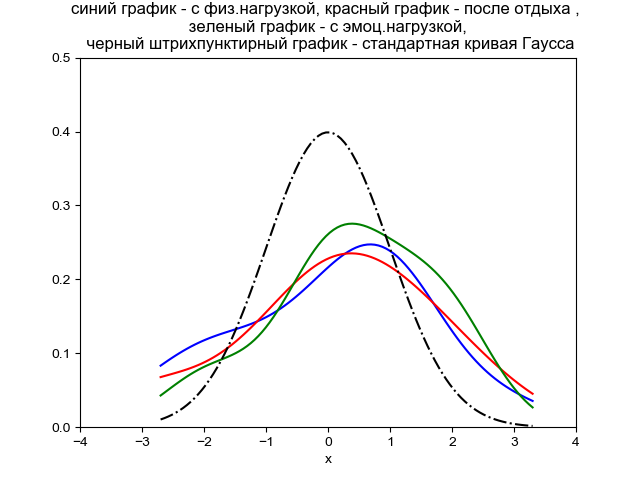 синий график - с физ.нагрузкой, красный график - после отдыха ,
зеленый график - с эмоц.нагрузкой,
черный штрихпунктирный график - стандартная кривая Гаусса
0.5
0.4
0.3
0.2
0.1
0.0
−4 −3 −2 −1 0 1 2 3 4
x